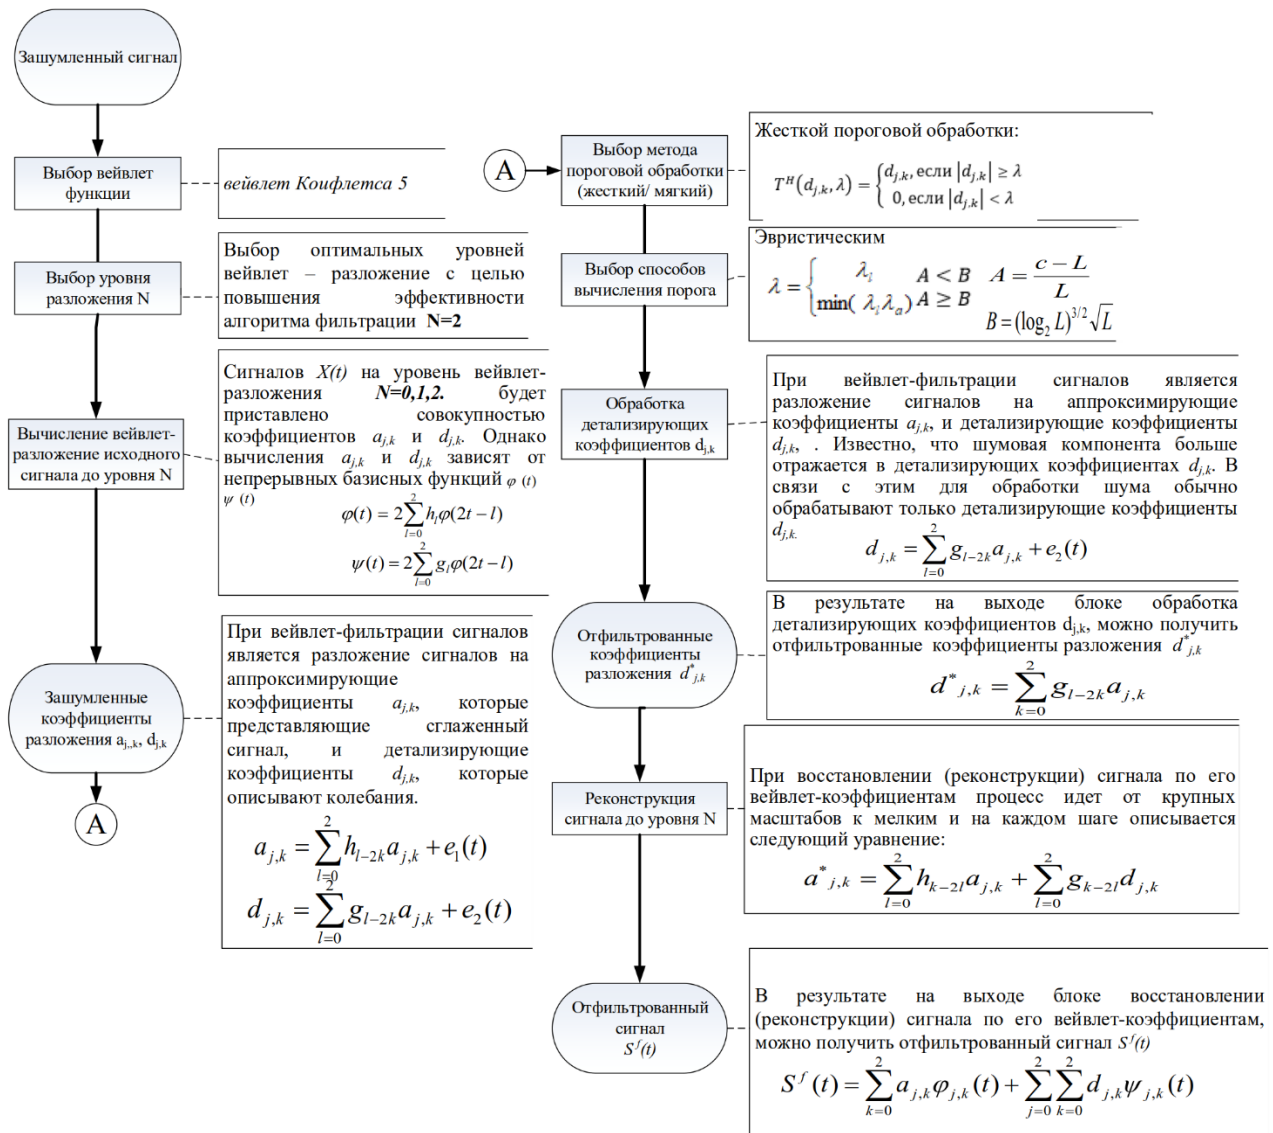 Зашумленный сигнал
Выбор вейвлет
функции
вейвлет Коифлетса 5
Выбор уровня
разложения N
Выбор оптимальных уровней
вейвлет – разложение с целью
повышения эффективности
алгоритма фильтрации N=2
Вычисление вейвлет-
разложение исходного
сигнала до уровня N
Сигналов X(t) на уровень вейвлет-
разложения N=0,1,2. будет
приставлено совокупностью
коэффициентов a_{j,k} и d_{j,k}. Однако
вычисления a_{j,k} и d_{j,k} зависят от
непрерывных базисных функций φ (t)
ψ (t)
φ(t) = 2∑_{l=0}^{2} h_l φ(2t − l)
ψ(t) = 2∑_{l=0}^{2} g_l φ(2t − l)
Зашумленные
коэффициенты
разложения a_{j,,k}, d_{j,k}
При вейвлет-фильтрации сигналов
является разложение сигналов на
аппроксимирующие
коэффициенты a_{j,k}, которые
представляющие сглаженный
сигнал, и детализирующие
коэффициенты d_{j,k}, которые
описывают колебания.
a_{j,k} = ∑_{l=0}^{2} h_{l−2k} a_{j,k} + e_1(t)
d_{j,k} = ∑_{l=0}^{2} g_{l−2k} a_{j,k} + e_2(t)
A
A
Выбор метода
пороговой обработки
(жесткий/ мягкий)
Жесткой пороговой обработки:
T^H(d_{j,k}, λ) = { d_{j,k}, если |d_{j,k}| ≥ λ
0, если |d_{j,k}| < λ
Выбор способов
вычисления порога
Эвристическим
λ = { λ_i A < B
min( λ_i λ_a) A ≥ B
A = (c − L)/L
B = (log_2 L)^{3/2} √L
Обработка
детализирующих
коэффициентов d_{j,k}
При вейвлет-фильтрации сигналов является
разложение сигналов на аппроксимирующие
коэффициенты a_{j,k}, и детализирующие коэффициенты
d_{j,k}, . Известно, что шумовая компонента больше
отражается в детализирующих коэффициентах d_{j,k}. В
связи с этим для обработки шума обычно
обрабатывают только детализирующие коэффициенты
d_{j,k.}
d_{j,k} = ∑_{l=0}^{2} g_{l−2k} a_{j,k} + e_2(t)
Отфильтрованные
коэффициенты
разложения d^*_{j,k}
В результате на выходе блоке обработка
детализирующих коэффициентов d_{j,k}, можно получить
отфильтрованные коэффициенты разложения d^*_{j,k}
d^*_{j,k} = ∑_{k=0}^{2} g_{l−2k} a_{j,k}
Реконструкция
сигнала до уровня N
При восстановлении (реконструкции) сигнала по его
вейвлет-коэффициентам процесс идет от крупных
масштабов к мелким и на каждом шаге описывается
следующий уравнение:
a^*_{j,k} = ∑_{l=0}^{2} h_{k−2l} a_{j,k} + ∑_{l=0}^{2} g_{k−2l} d_{j,k}
Отфильтрованный
сигнал
S^f(t)
В результате на выходе блоке восстановлении
(реконструкции) сигнала по его вейвлет-коэффициентам,
можно получить отфильтрованный сигнал S^f(t)
S^f (t) = ∑_{k=0}^{2} a_{j,k} φ_{j,k}(t) + ∑_{j=0}^{2} ∑_{k=0}^{2} d_{j,k} ψ_{j,k}(t)